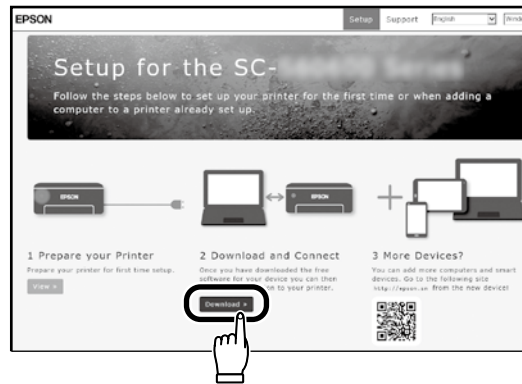 EPSON
Setup Support English
Setup for the SC-
Follow the steps below to set up your printer for the first time or when adding a
computer to a printer already set up.
EPSON
EPSON
1 Prepare your Printer
Prepare your printer for first time setup.
View »
2 Download and Connect
Once you have downloaded the free
software for your device you can then
on to your printer.
Download »
3 More Devices?
You can add more computers and smart
devices. Go to the following site
http://epson.sn from the new device!